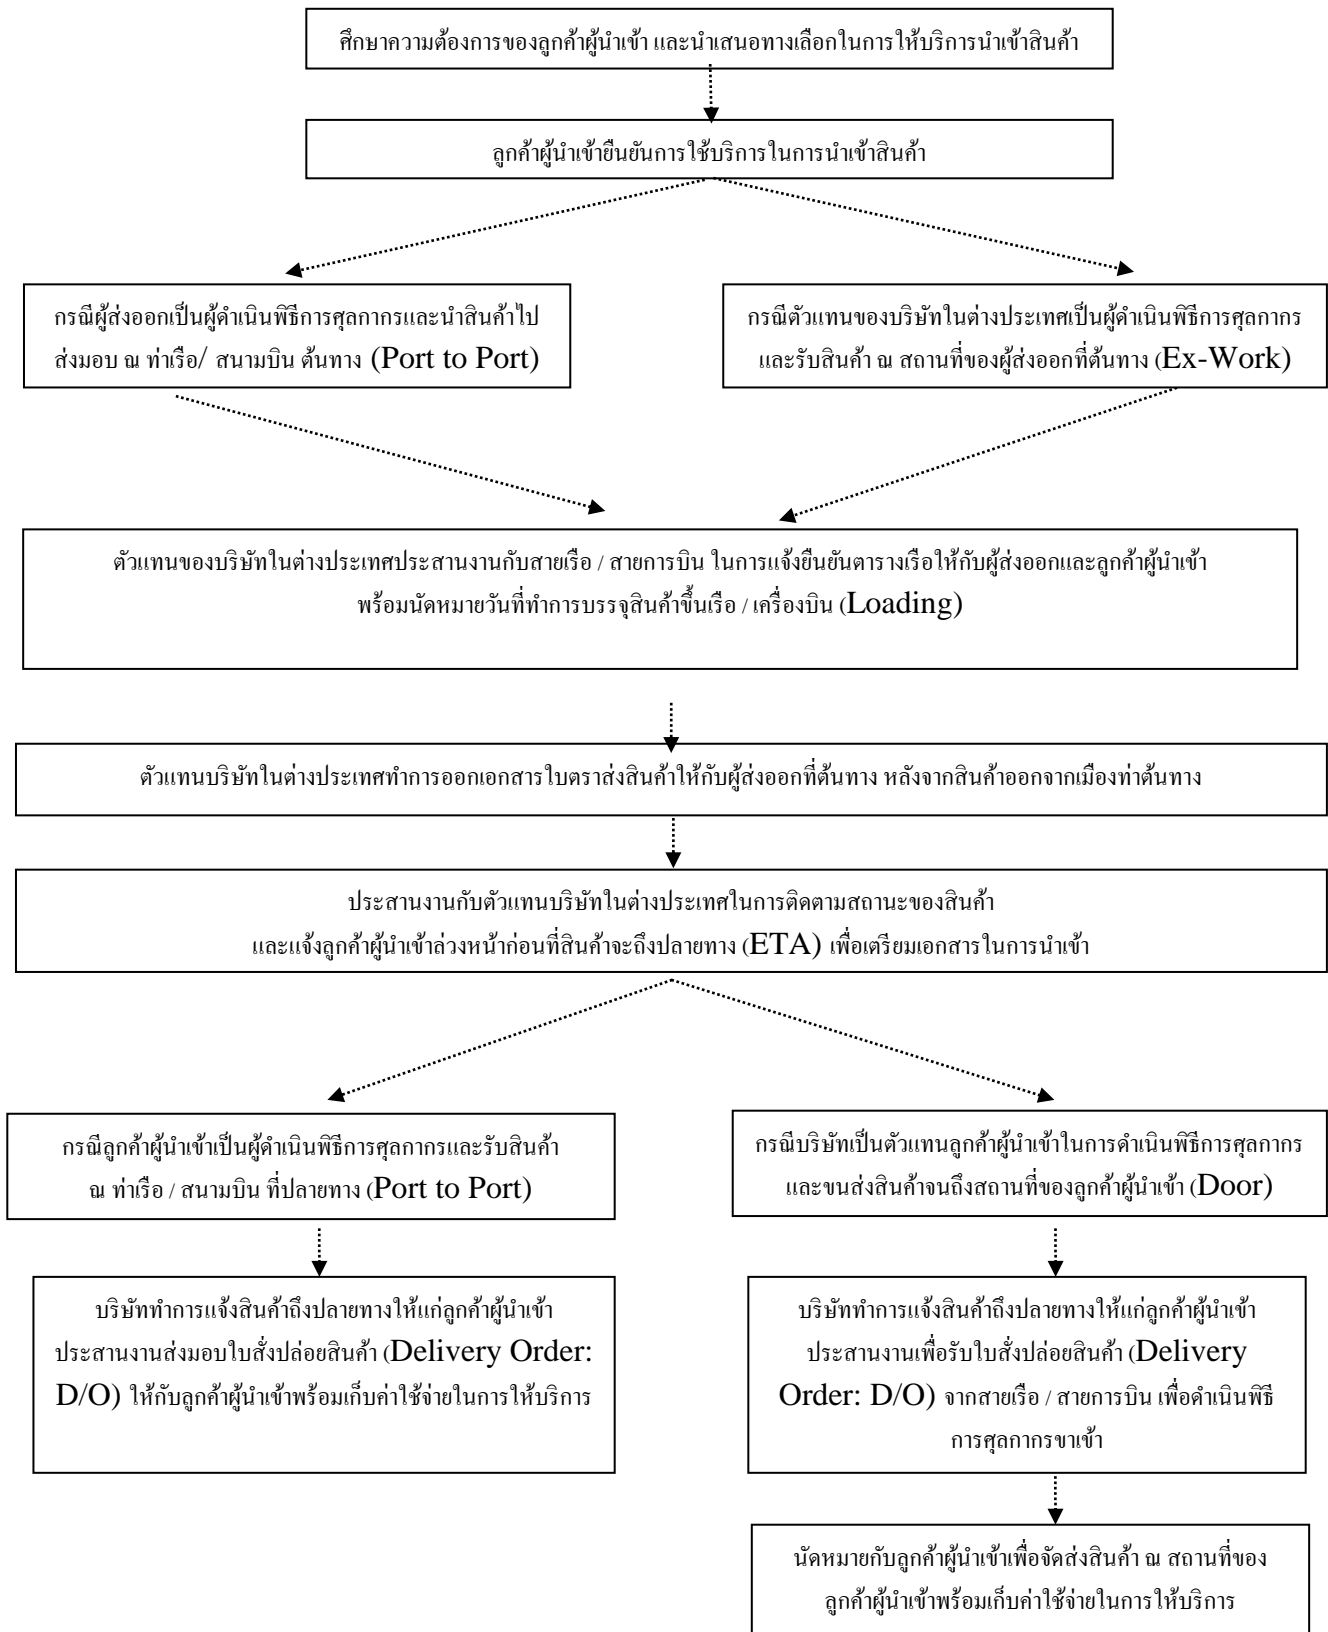 ศึกษาความต้องการของลูกค้าผู้นำเข้า และนำเสนอทางเลือกในการให้บริการนำเข้าสินค้า
ลูกค้าผู้นำเข้ายืนยันการใช้บริการในการนำเข้าสินค้า
กรณีผู้ส่งออกเป็นผู้ดำเนินพิธีการศุลกากรและนำสินค้าไป
ส่งมอบ ณ ท่าเรือ/ สนามบิน ต้นทาง (Port to Port)
กรณีตัวแทนของบริษัทในต่างประเทศเป็นผู้ดำเนินพิธีการศุลกากร
และรับสินค้า ณ สถานที่ของผู้ส่งออกที่ต้นทาง (Ex-Work)
ตัวแทนของบริษัทในต่างประเทศประสานงานกับสายเรือ / สายการบิน ในการแจ้งยืนยันตารางเรือให้กับผู้ส่งออกและลูกค้าผู้นำเข้า
พร้อมนัดหมายวันที่ทำการบรรจุสินค้าขึ้นเรือ / เครื่องบิน (Loading)
ตัวแทนบริษัทในต่างประเทศทำการออกเอกสารใบตราส่งสินค้าให้กับผู้ส่งออกที่ต้นทาง หลังจากสินค้าออกจากเมืองท่าต้นทาง
ประสานงานกับตัวแทนบริษัทในต่างประเทศในการติดตามสถานะของสินค้า
และแจ้งลูกค้าผู้นำเข้าล่วงหน้าก่อนที่สินค้าจะถึงปลายทาง (ETA) เพื่อเตรียมเอกสารในการนำเข้า
กรณีลูกค้าผู้นำเข้าเป็นผู้ดำเนินพิธีการศุลกากรและรับสินค้า
ณ ท่าเรือ / สนามบิน ที่ปลายทาง (Port to Port)
กรณีบริษัทเป็นตัวแทนลูกค้าผู้นำเข้าในการดำเนินพิธีการศุลกากร
และขนส่งสินค้าจนถึงสถานที่ของลูกค้าผู้นำเข้า (Door)
บริษัททำการแจ้งสินค้าถึงปลายทางให้แก่ลูกค้าผู้นำเข้า
ประสานงานส่งมอบใบสั่งปล่อยสินค้า (Delivery Order:
D/O) ให้กับลูกค้าผู้นำเข้าพร้อมเก็บค่าใช้จ่ายในการให้บริการ
บริษัททำการแจ้งสินค้าถึงปลายทางให้แก่ลูกค้าผู้นำเข้า
ประสานงานเพื่อรับใบสั่งปล่อยสินค้า (Delivery
Order: D/O) จากสายเรือ / สายการบิน เพื่อดำเนินพิธี
การศุลกากรขาเข้า
นัดหมายกับลูกค้าผู้นำเข้าเพื่อจัดส่งสินค้า ณ สถานที่ของ
ลูกค้าผู้นำเข้าพร้อมเก็บค่าใช้จ่ายในการให้บริการ